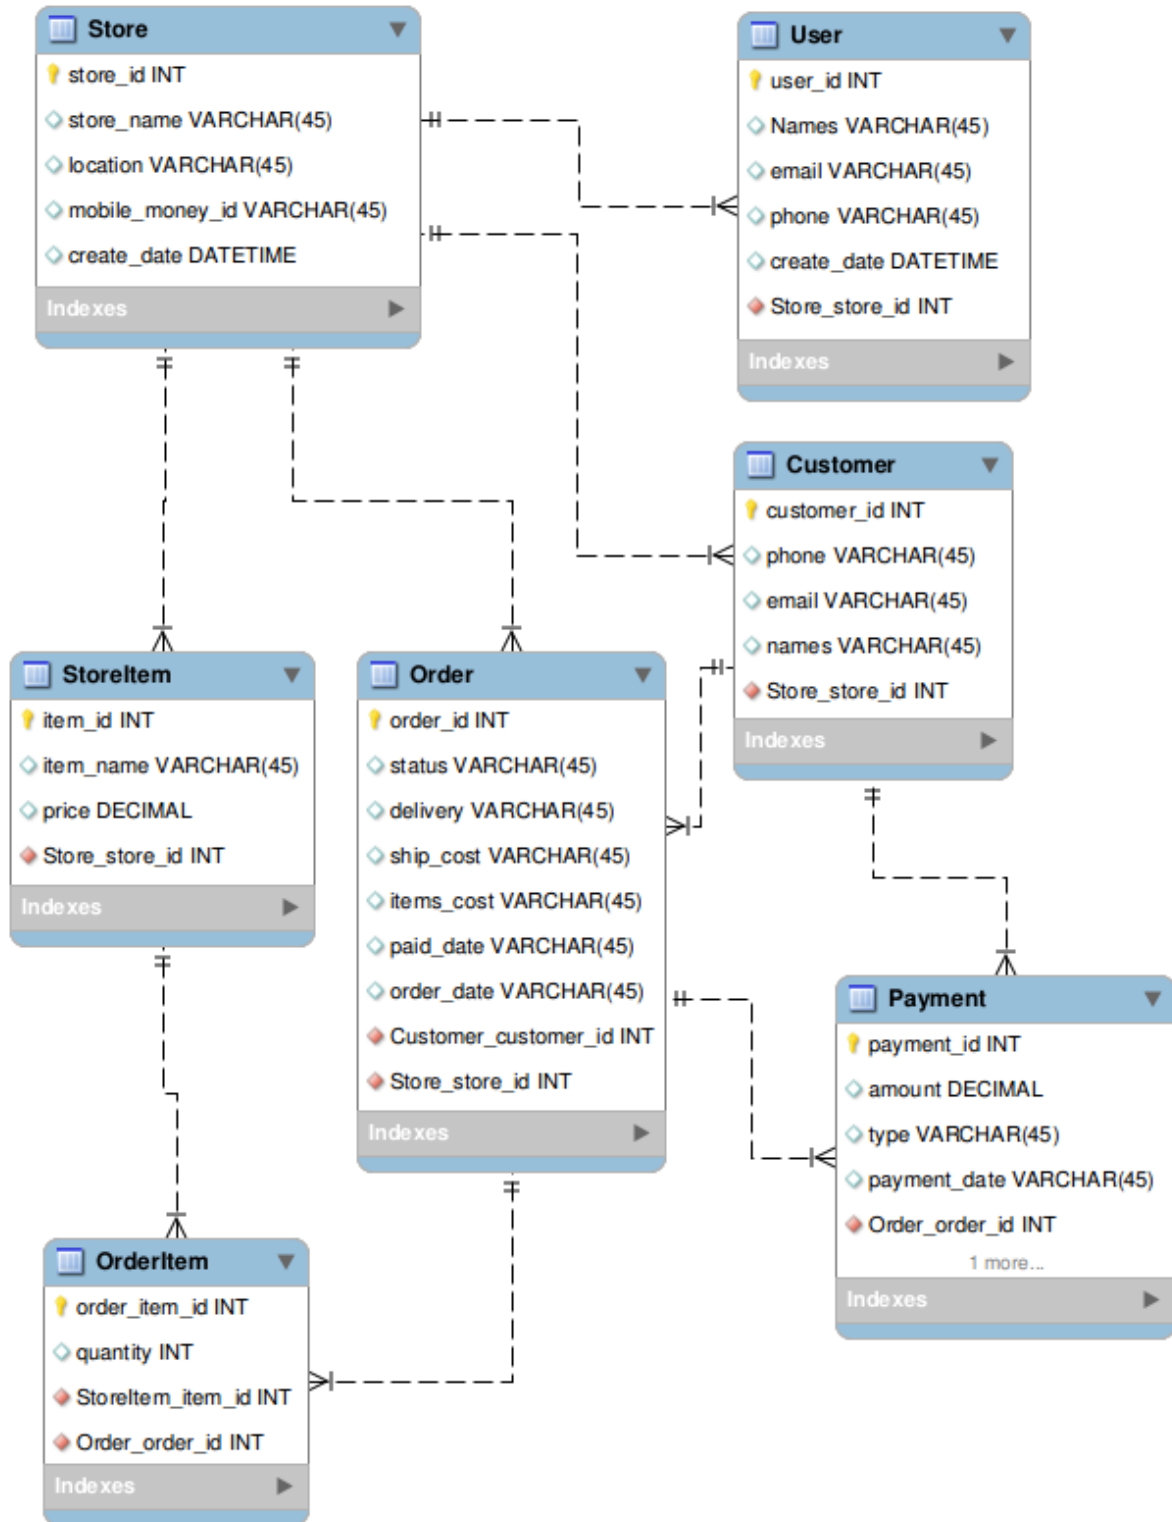 Store
store_id INT
store_name VARCHAR(45)
location VARCHAR(45)
mobile_money_id VARCHAR(45)
create_date DATETIME
Indexes
User
user_id INT
Names VARCHAR(45)
email VARCHAR(45)
phone VARCHAR(45)
create_date DATETIME
Store_store_id INT
Indexes
Customer
customer_id INT
phone VARCHAR(45)
email VARCHAR(45)
names VARCHAR(45)
Store_store_id INT
Indexes
StoreItem
item_id INT
item_name VARCHAR(45)
price DECIMAL
Store_store_id INT
Indexes
Order
order_id INT
status VARCHAR(45)
delivery VARCHAR(45)
ship_cost VARCHAR(45)
items_cost VARCHAR(45)
paid_date VARCHAR(45)
order_date VARCHAR(45)
Customer_customer_id INT
Store_store_id INT
Indexes
Payment
payment_id INT
amount DECIMAL
type VARCHAR(45)
payment_date VARCHAR(45)
Order_order_id INT
1 more...
Indexes
OrderItem
order_item_id INT
quantity INT
StoreItem_item_id INT
Order_order_id INT
Indexes